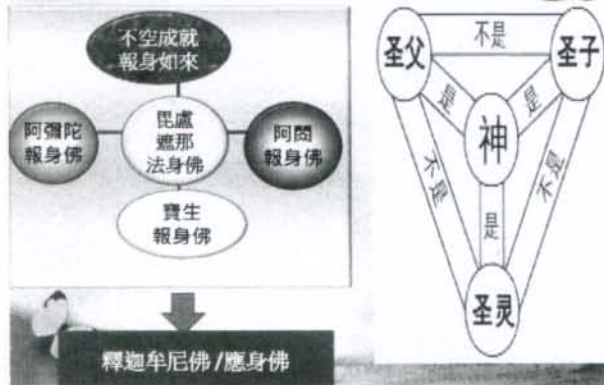 不空成就
報身如來
阿彌陀
報身佛
毘盧
遮那
法身佛
阿閦
報身佛
寶生
報身佛
釋迦牟尼佛/應身佛
圣父
不是
圣子
是
是
神
不是
不是
是
圣灵